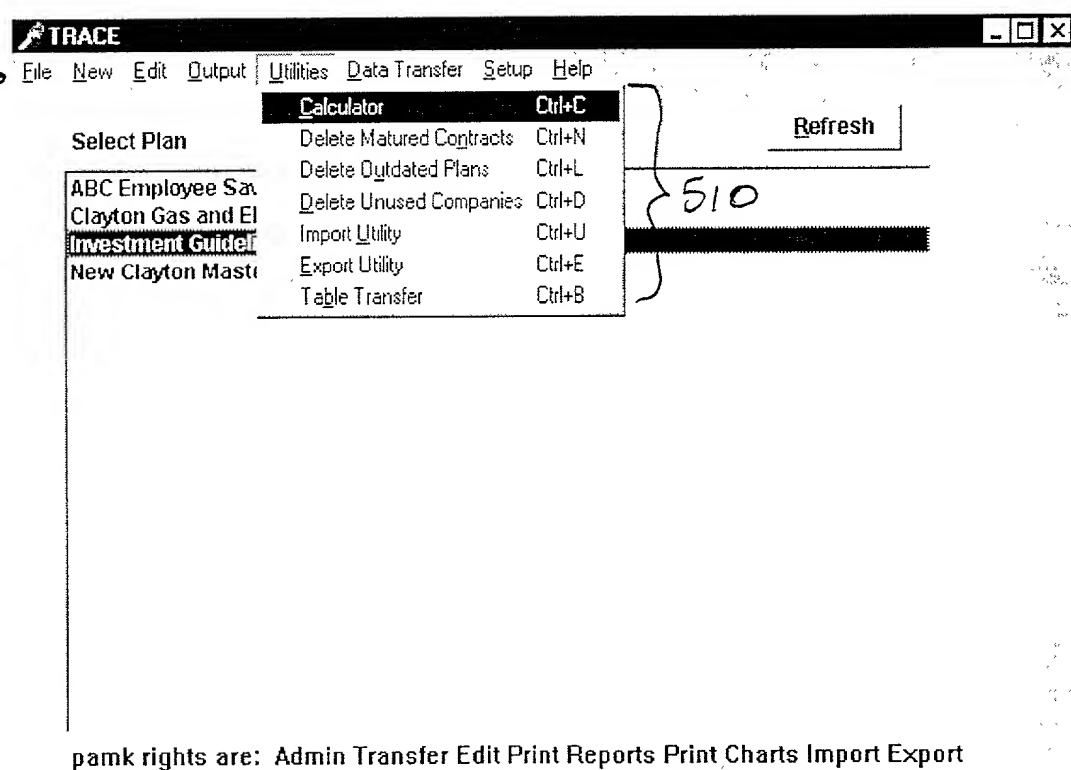 TRACE
File New Edit Output Utilities Data Transfer Setup Help
Calculator Ctrl+C
Delete Matured Contracts Ctrl+N
Delete Outdated Plans Ctrl+L
Delete Unused Companies Ctrl+D
Import Utility Ctrl+U
Export Utility Ctrl+E
Table Transfer Ctrl+B
510
Refresh
Select Plan
ABC Employee Sav
Clayton Gas and El
Investment Guideli
New Clayton Maste
pamk rights are: Admin Transfer Edit Print Reports Print Charts Import Export